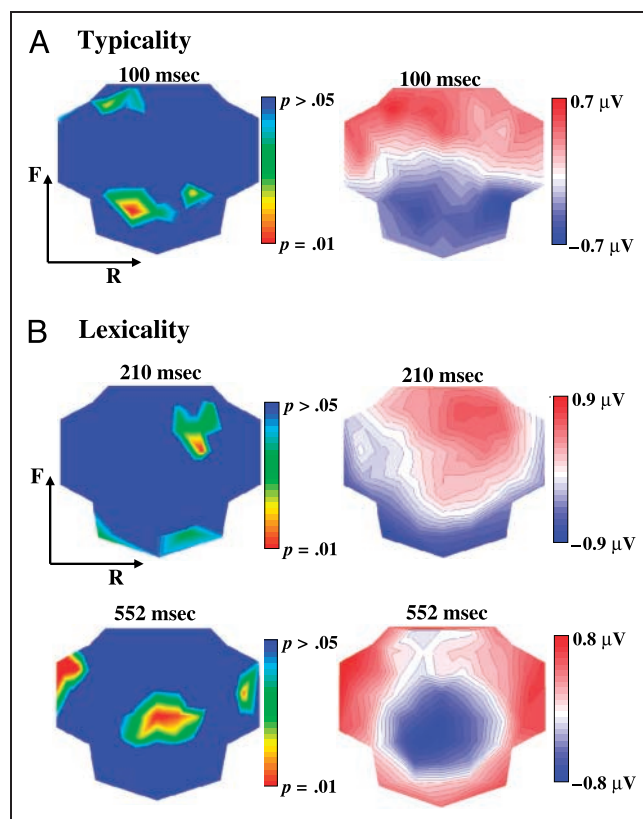 A Typicality
100 msec 100 msec
p > .05 0.7 μV
F
p = .01 −0.7 μV
R
B Lexicality
210 msec 210 msec
p > .05 0.9 μV
F
p = .01 −0.9 μV
R
552 msec 552 msec
p > .05 0.8 μV
p = .01 −0.8 μV